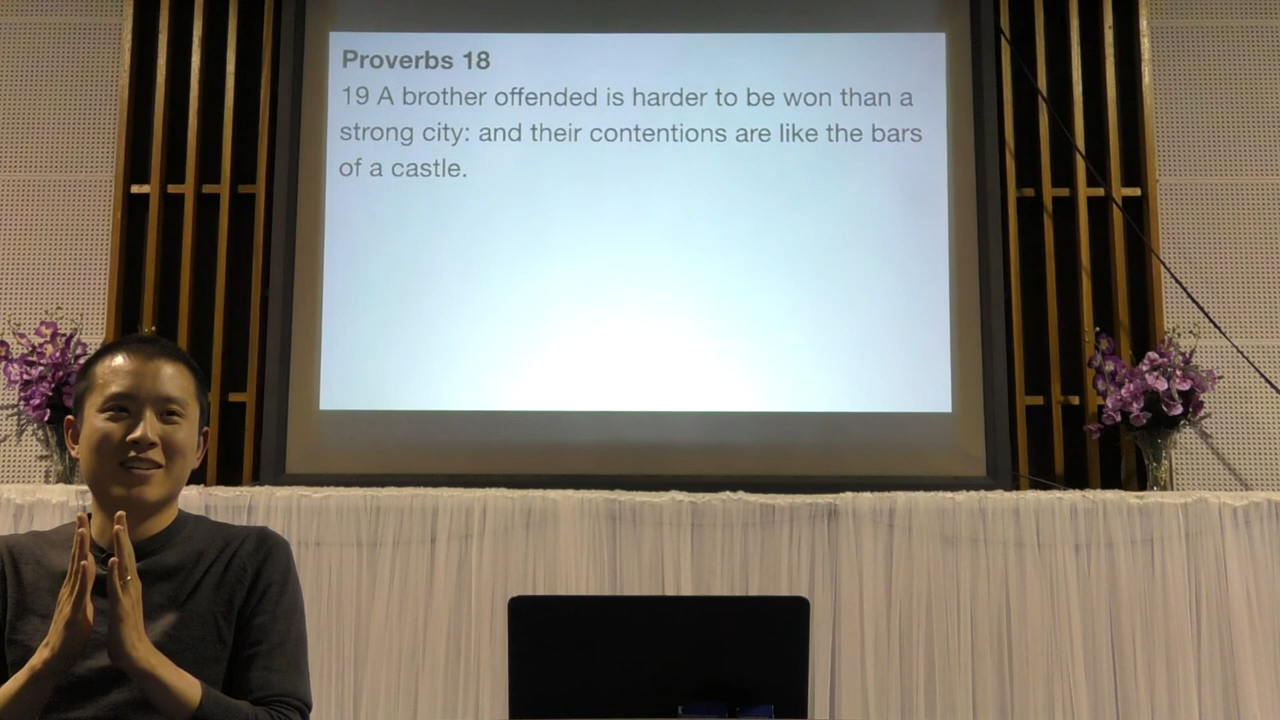 Proverbs 18
19 A brother offended is harder to be won than a
strong city: and their contentions are like the bars
of a castle.